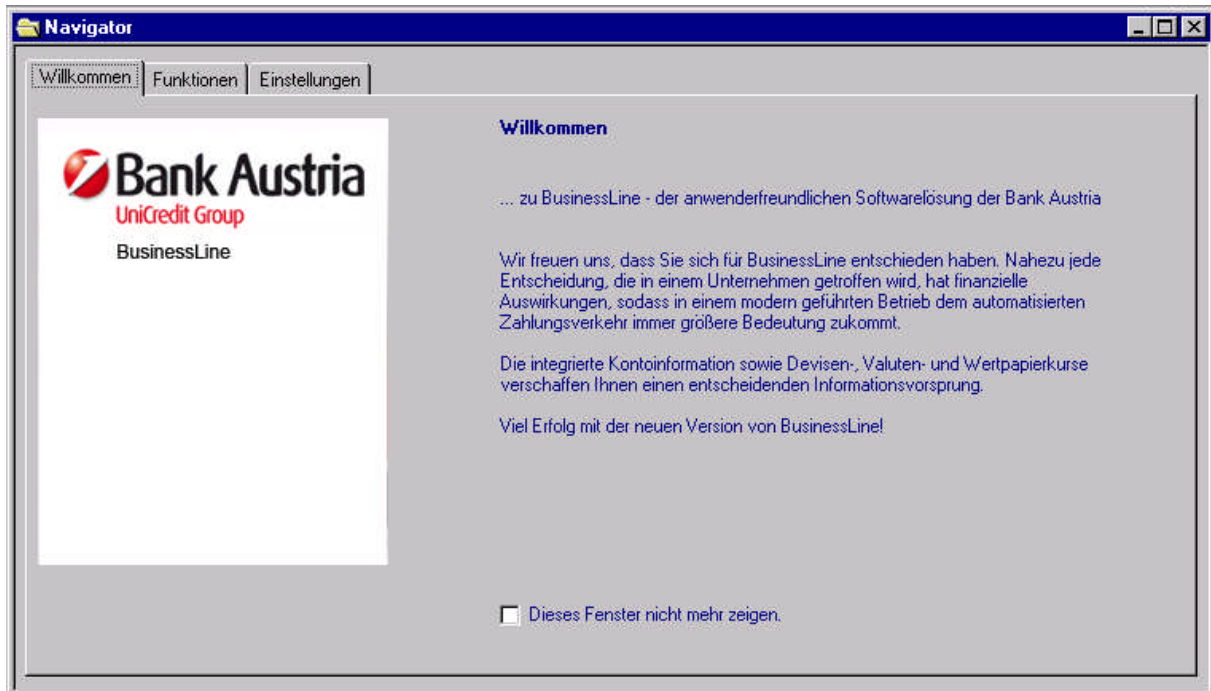 Navigator
Willkommen Funktionen Einstellungen
Bank Austria
UniCredit Group
BusinessLine
Willkommen
... zu BusinessLine - der anwenderfreundlichen Softwarelösung der Bank Austria
Wir freuen uns, dass Sie sich für BusinessLine entschieden haben. Nahezu jede
Entscheidung, die in einem Unternehmen getroffen wird, hat finanzielle
Auswirkungen, sodass in einem modern geführten Betrieb dem automatisierten
Zahlungsverkehr immer größere Bedeutung zukommt.
Die integrierte Kontoinformation sowie Devisen-, Valuten- und Wertpapierkurse
verschaffen Ihnen einen entscheidenden Informationsvorsprung.
Viel Erfolg mit der neuen Version von BusinessLine!
Dieses Fenster nicht mehr zeigen.